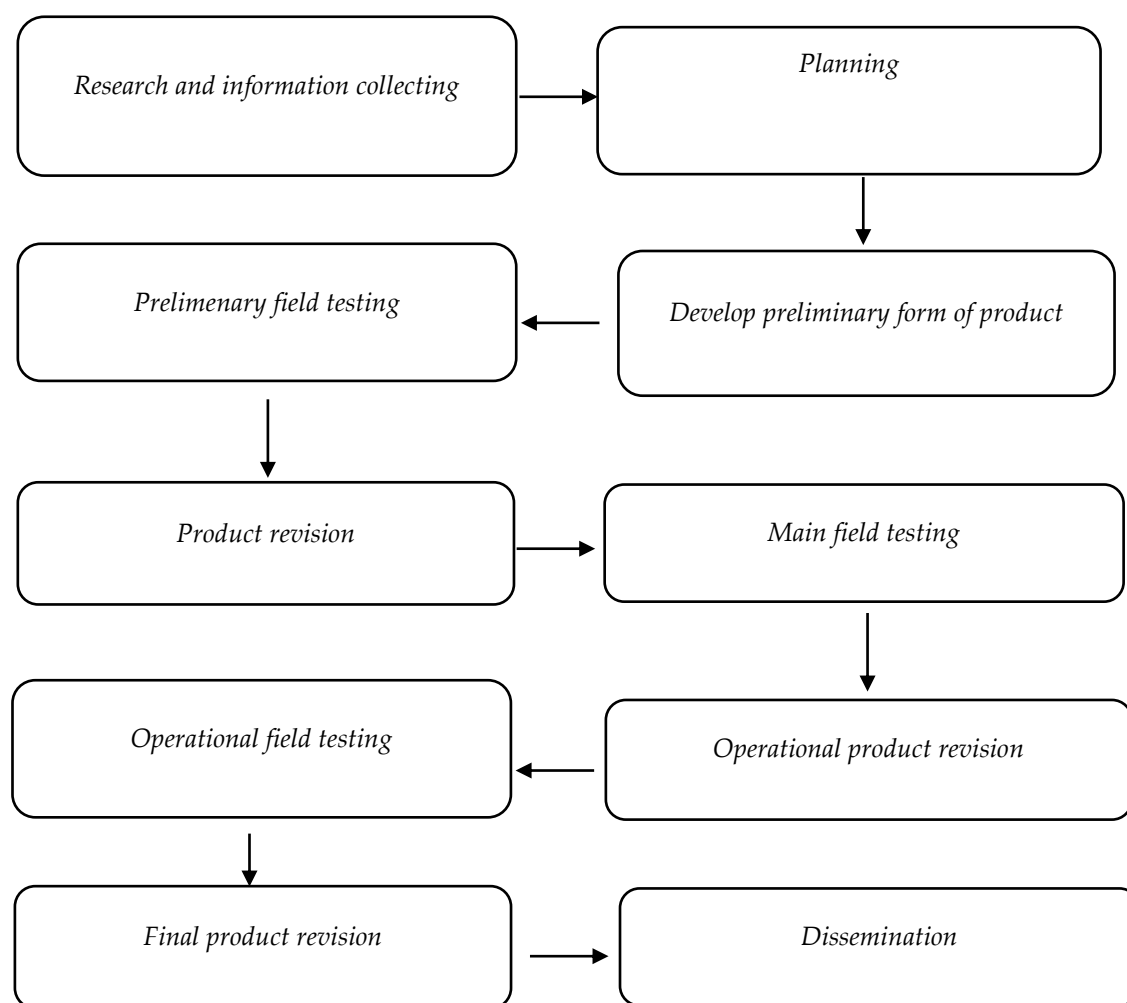 Research and information collecting
Planning
Develop preliminary form of product
Prelimenary field testing
Product revision
Main field testing
Operational product revision
Operational field testing
Final product revision
Dissemination